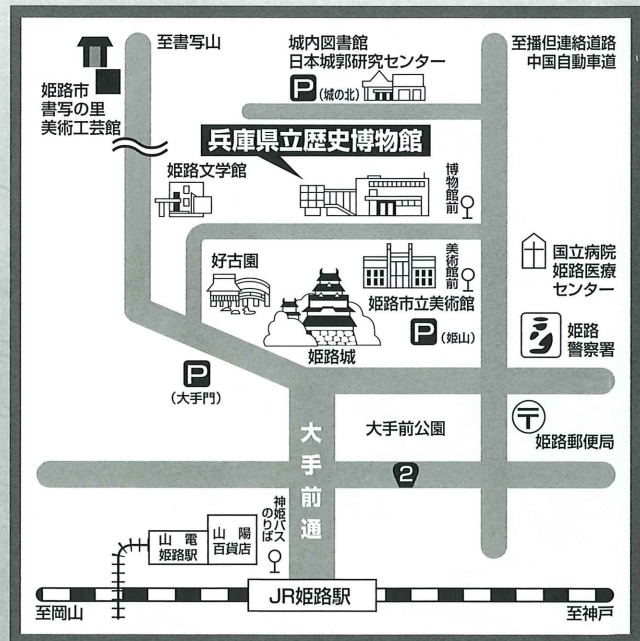 至書写山
城内図書館
日本城郭研究センター
P(城の北)
至播但連絡道路
中国自動車道
姫路市
書写の里
美術工芸館
兵庫県立歴史博物館
姫路文学館
博物館前
好古園
美術館前
国立病院
姫路医療
センター
姫路市立美術館
P(姫山)
姫路城
姫路
警察署
P
(大手門)
大手前公園
〒
姫路郵便局
大手前通
2
神姫バス
のりば
山電
姫路駅
山陽
百貨店
JR姫路駅
至岡山
至神戸